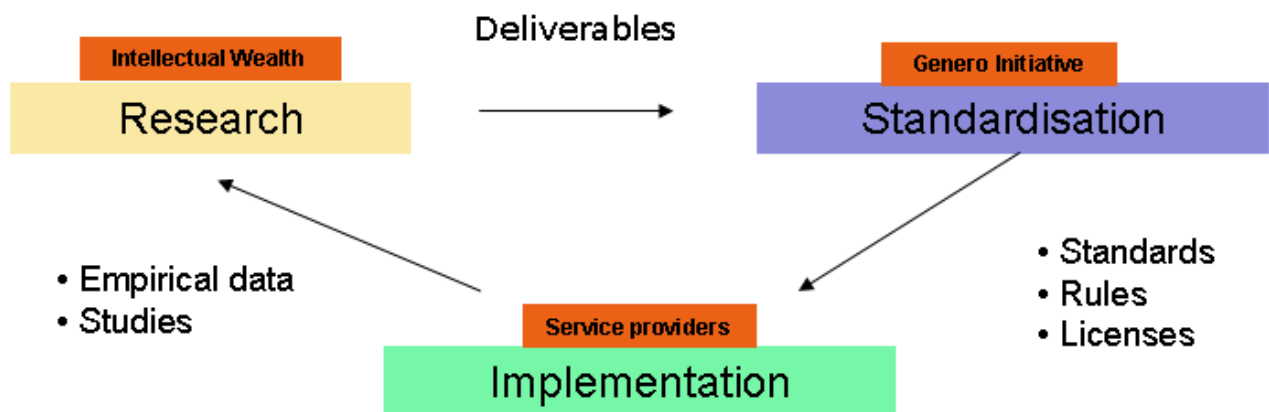 Deliverables
Intellectual Wealth
Research
Genero Initiative
Standardisation
• Empirical data
• Studies
• Standards
• Rules
• Licenses
Service providers
Implementation